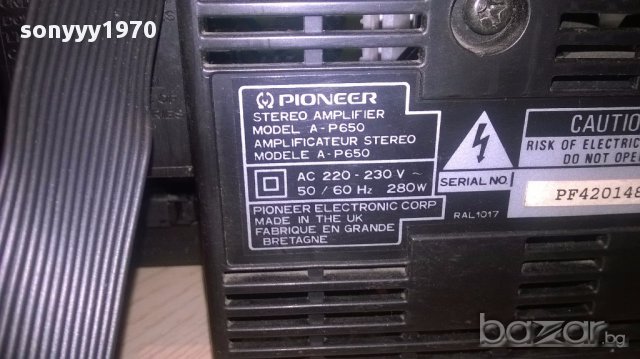 sonyyy1970
PIONEER
STEREO AMPLIFIER
MODEL A-P650
AMPLIFICATEUR STEREO
MODELE A-P650
AC 220-230 V ~
50 / 60 Hz 280W
PIONEER ELECTRONIC CORP
MADE IN THE UK
FABRIQUE EN GRANDE
BRETAGNE
RAL1017
CAUTIO
RISK OF ELECTRIC
DO NOT OPE
SERIAL NO.
PF420148
bazar.bg